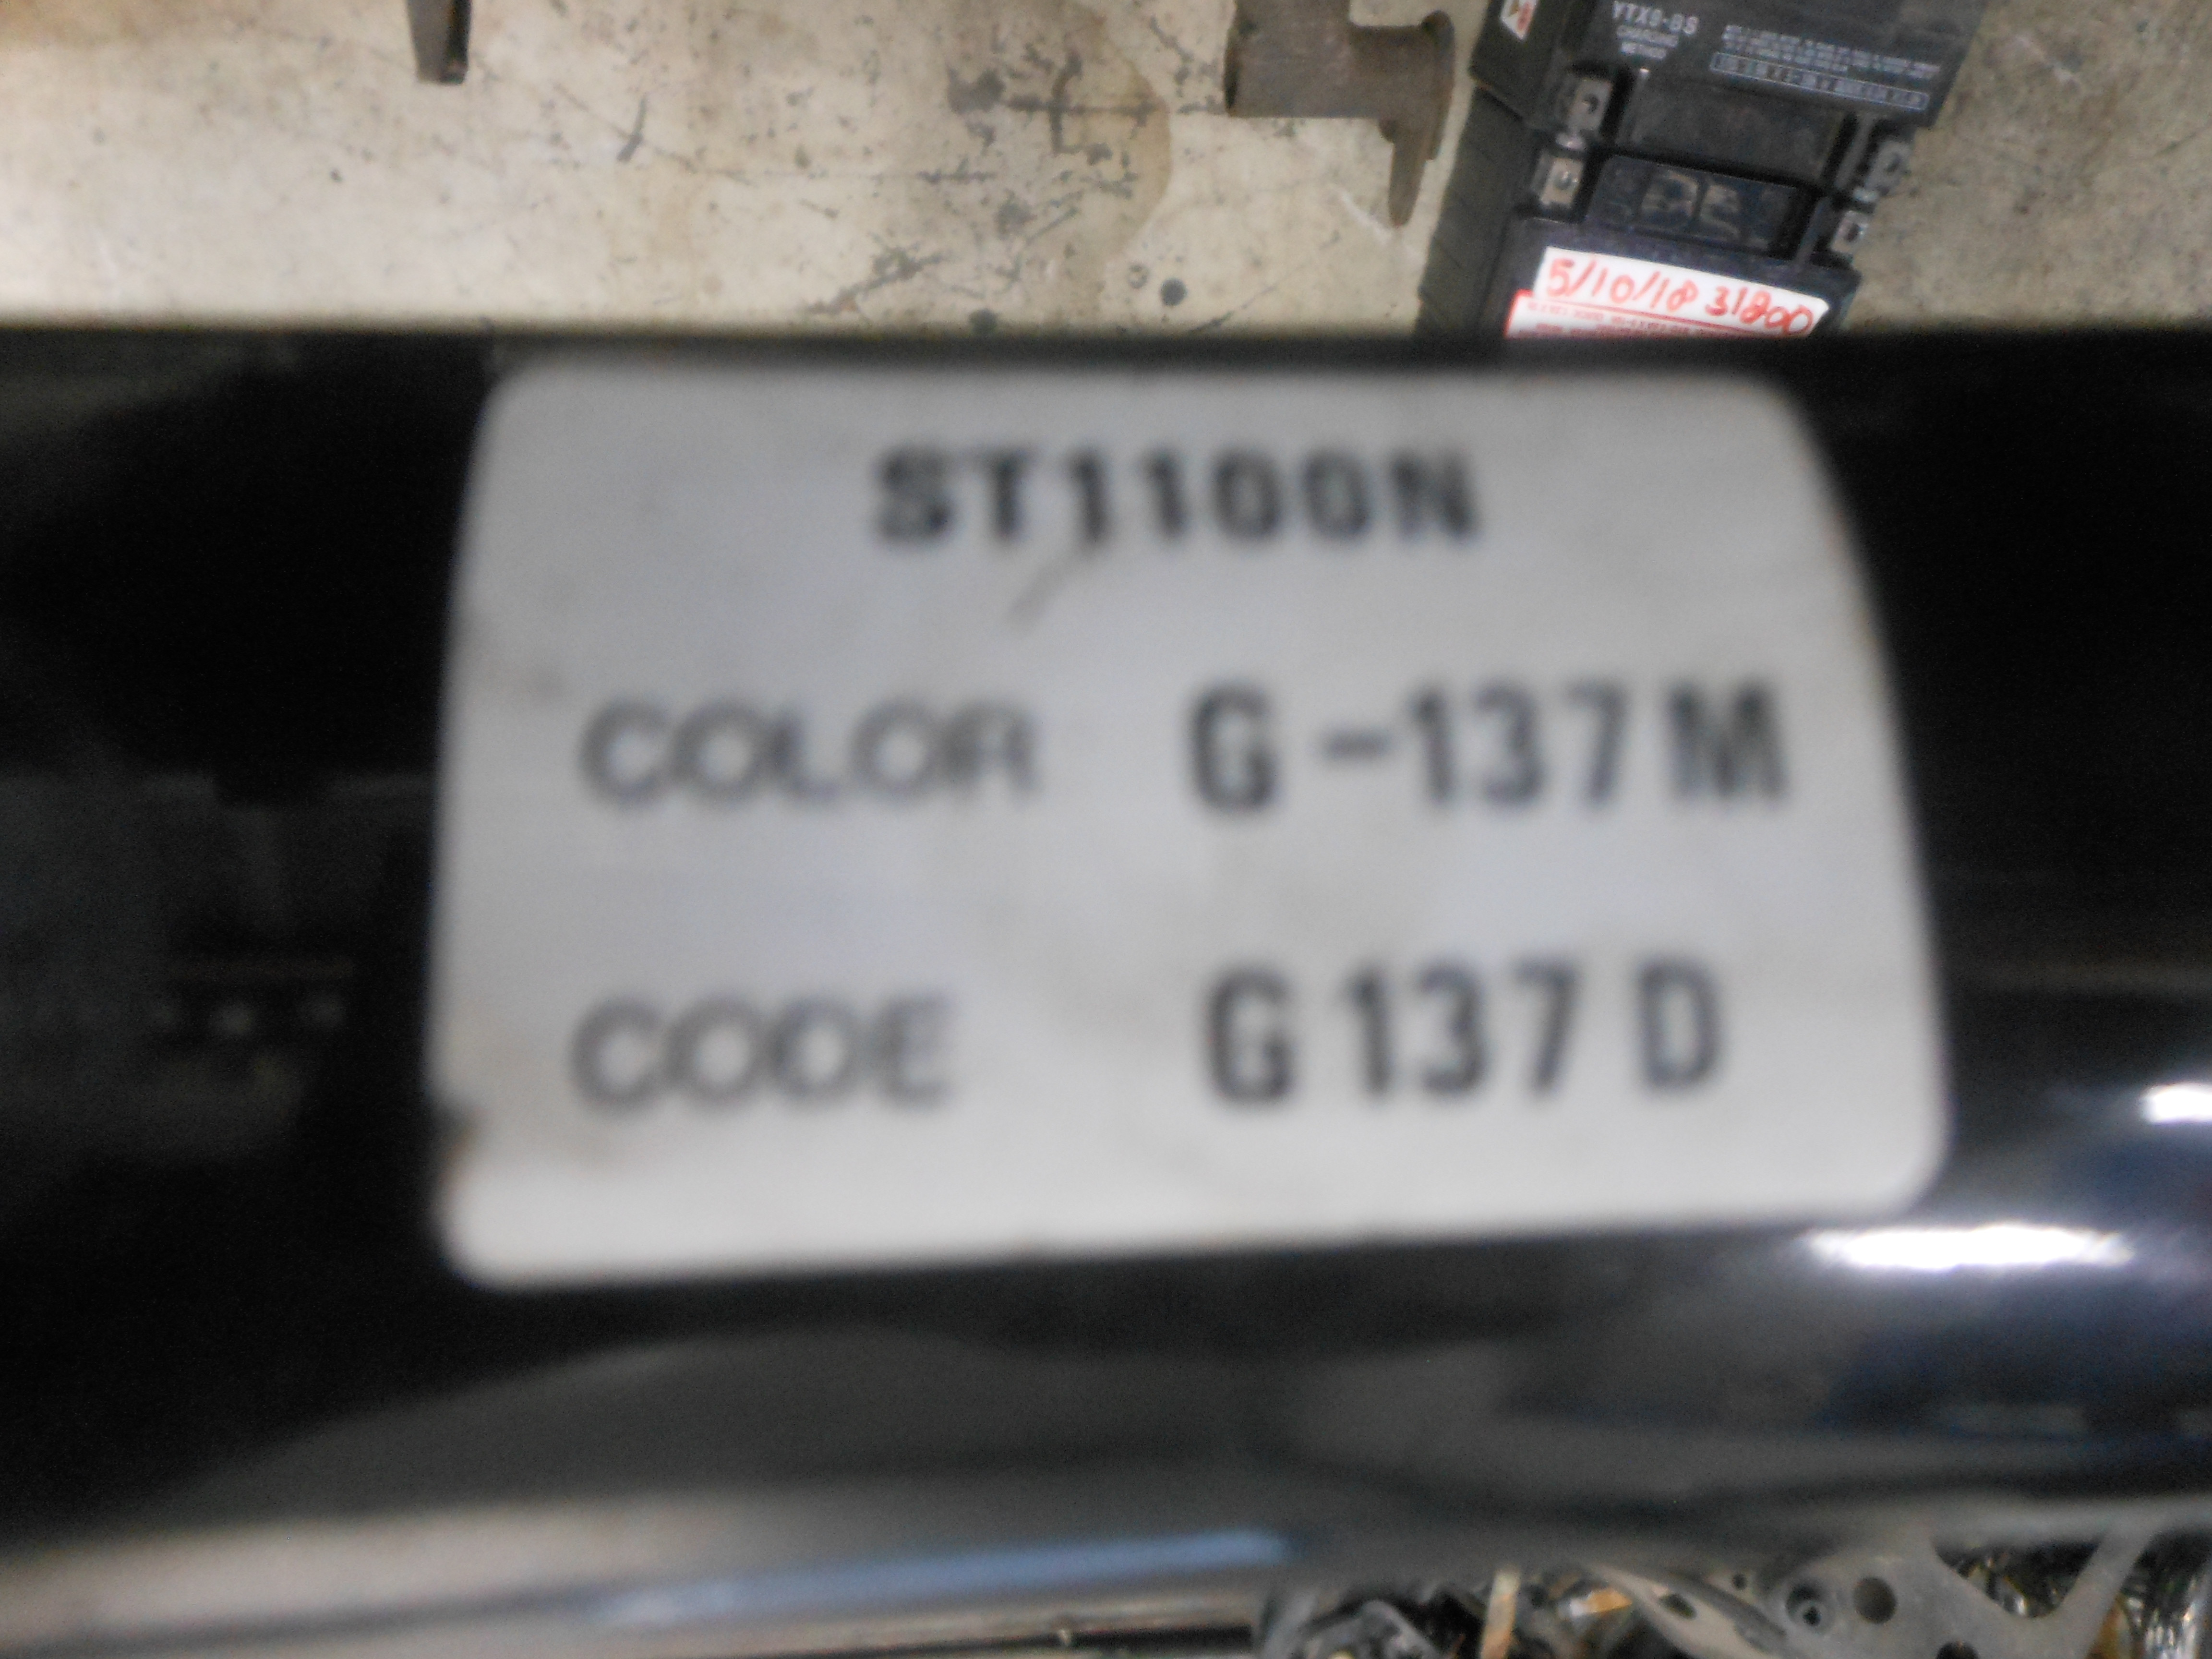 YTX9-BS
5/10/18 31800
ST1100N
COLOR G-137M
CODE G137D